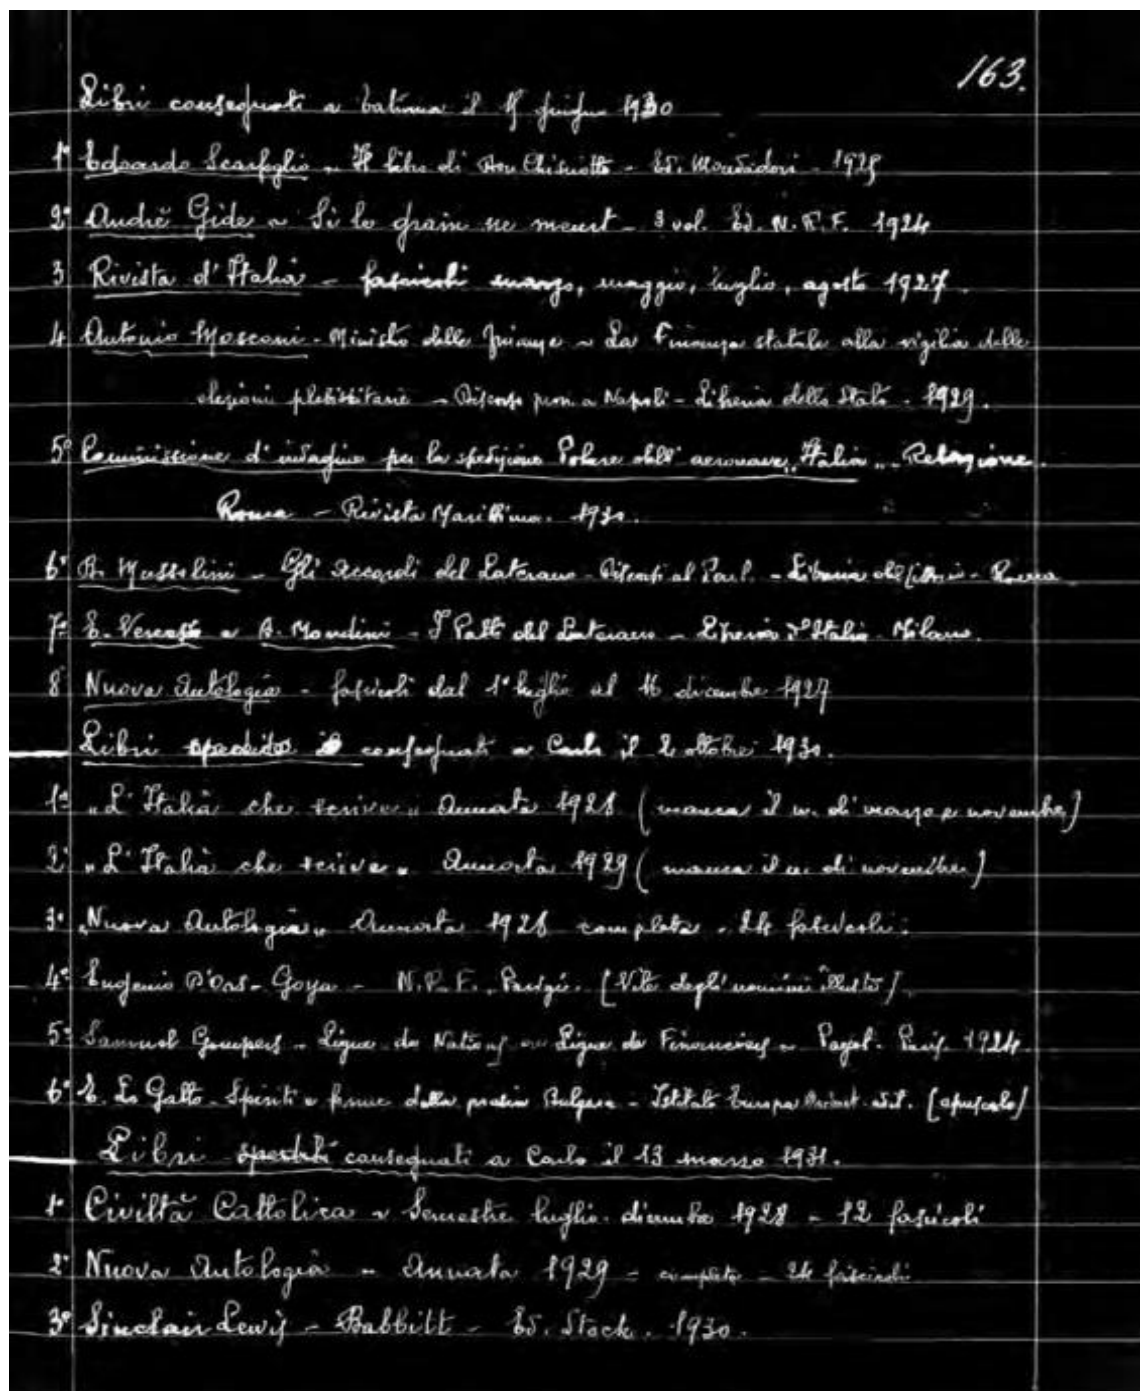 163.
Libri consegnati a Tatiana il giugno 1930
1° Edoardo Scarfoglio - Il libro di Don Chisciotte - Ed. Mondadori - 1925
2° André Gide - Si le grain ne meurt - 3 vol. Ed. N.R.F. 1924
3 Rivista d'Italia - fascicoli marzo, maggio, luglio, agosto 1927.
4 Antonio Mosconi - Ministro delle finanze - La Finanza statale alla vigilia delle
elezioni plebiscitarie - Discorso pron. a Napoli - Libreria dello Stato - 1929.
5° Commissione d'indagine per la spedizione Polare dell'aeronave „Italia„ - Relazione.
Roma - Rivista Marittima. 1930.
6° B. Mussolini - Gli accordi del Laterano - Discorsi al Parl. - Libreria del Littorio - Roma
7° E. e B. Mondini - I Patti del Laterano - Libreria d'Italia - Milano.
8° Nuova Antologia - fascicoli dal 1° luglio al 16 dicembre 1927
Libri spediti il consegnati a Carlo il 2 ottobre 1930.
1° „L'Italia che scrive„ Annata 1928 (manca il n. di marzo e novembre)
2° „L'Italia che scrive„ Annata 1929 (manca il n. di novembre)
3° „Nuova Antologia„ Annata 1928 completa - 24 fascicoli.
4° Eugenio D'Ors - Goya - N.R.F. Parigi. [Vite degli uomini illustri]
5° Samuel Gompers - Ligue de Nations ou Ligue de Financiers - Payot - Paris. 1924.
6° E. Lo Gatto - Spiriti e forme della poesia Bulgara - Istituto Europa Orient. s.d. [opuscolo]
Libri spediti consegnati a Carlo il 13 marzo 1931.
1° Civiltà Cattolica - Semestre luglio - dicembre 1928 - 12 fascicoli
2° Nuova Antologia - Annata 1929 - completa - 24 fascicoli
3° Sinclair Lewis - Babbitt - Ed. Stock. 1930.